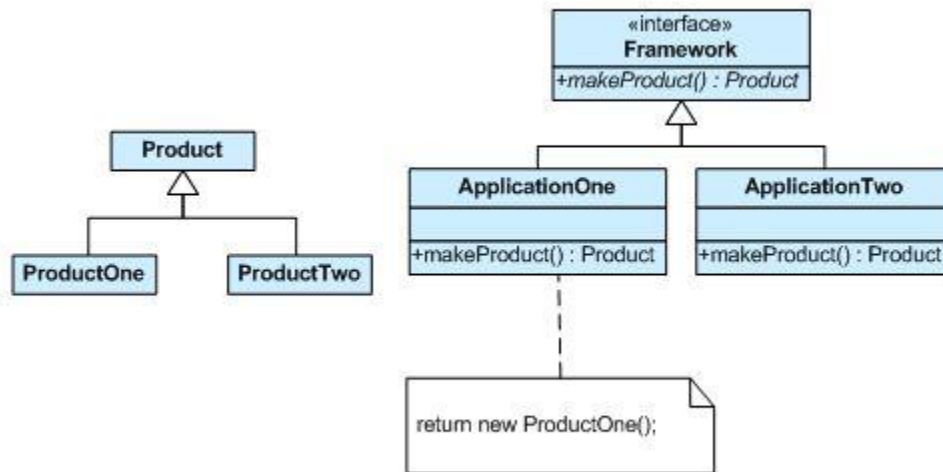 «interface»
Framework
+makeProduct() : Product
Product
ProductOne
ProductTwo
ApplicationOne
+makeProduct() : Product
ApplicationTwo
+makeProduct() : Product
return new ProductOne();